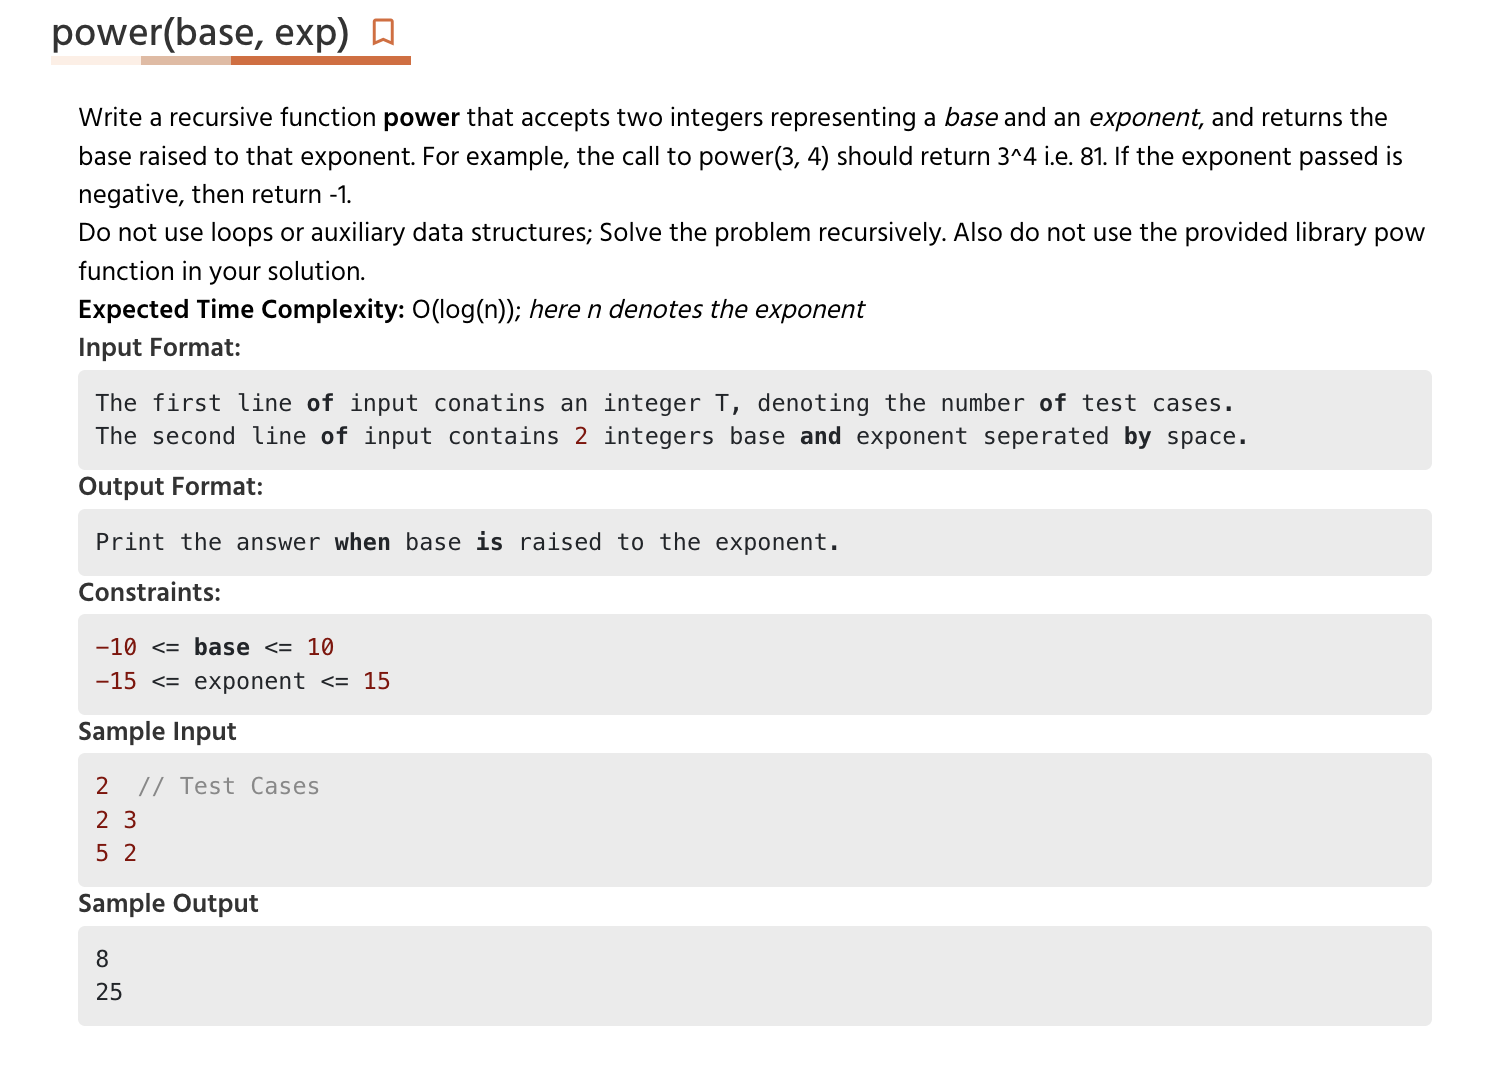 power(base, exp)
Write a recursive function power that accepts two integers representing a base and an exponent, and returns the
base raised to that exponent. For example, the call to power(3, 4) should return 3^4 i.e. 81. If the exponent passed is
negative, then return -1.
Do not use loops or auxiliary data structures; Solve the problem recursively. Also do not use the provided library pow
function in your solution.
Expected Time Complexity: O(log(n)); here n denotes the exponent
Input Format:
The first line of input conatins an integer T, denoting the number of test cases.
The second line of input contains 2 integers base and exponent seperated by space.
Output Format:
Print the answer when base is raised to the exponent.
Constraints:
−10 <= base <= 10
−15 <= exponent <= 15
Sample Input
2  // Test Cases
2 3
5 2
Sample Output
8
25